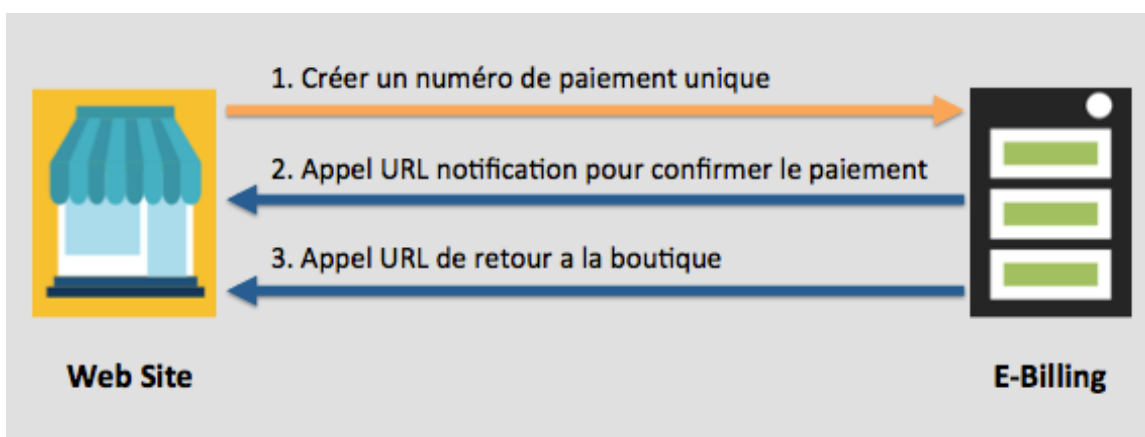 1. Créer un numéro de paiement unique
2. Appel URL notification pour confirmer le paiement
3. Appel URL de retour a la boutique
Web Site
E-Billing